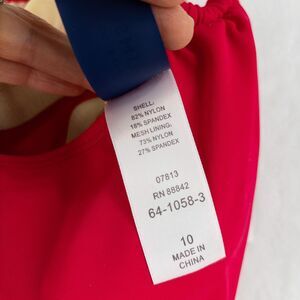 SHELL.
82% NYLON
18% SPANDEX
MESH LINING.
73% NYLON
27% SPANDEX
07813
RN 88842
64-1058-3
10
MADE IN
CHINA